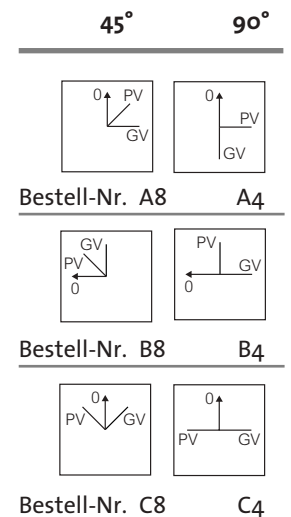 45° 90°
0 PV 0
GV PV
GV
Bestell-Nr. A8 A4
GV PV
PV GV
0 0
Bestell-Nr. B8 B4
0 0
PV GV PV GV
Bestell-Nr. C8 C4